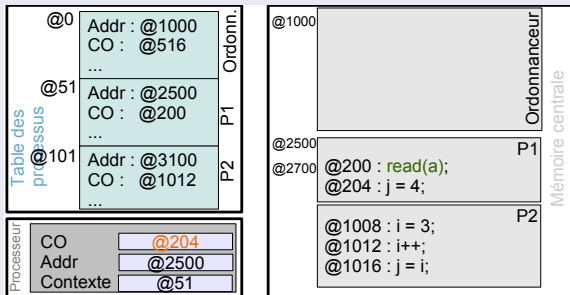 @0
Addr : @1000
CO : @516
...
Ordonn.
@51
Addr : @2500
CO : @200
...
P1
@101
Addr : @3100
CO : @1012
...
P2
Table des
processus
Processeur
CO @204
Addr @2500
Contexte @51
@1000
Ordonnanceur
@2500
@2700
P1
@200 : read(a);
@204 : j = 4;
P2
@1008 : i = 3;
@1012 : i++;
@1016 : j = i;
Mémoire centrale